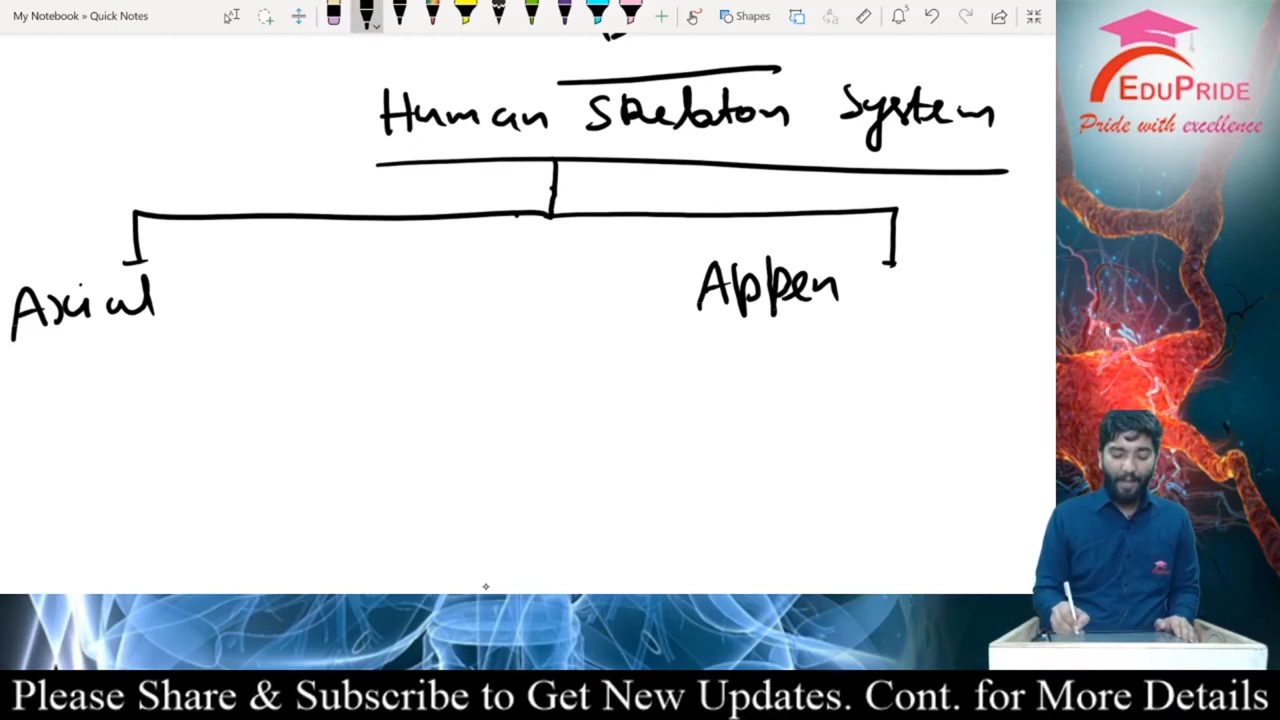 My Notebook » Quick Notes
Shapes
Human Skelaton System
Axial
Appen
EDUPRIDE
Pride with excellence
Please Share & Subscribe to Get New Updates. Cont. for More Details